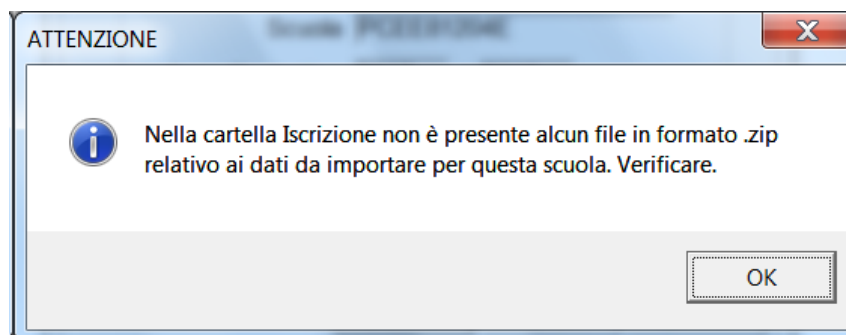 ATTENZIONE
Nella cartella Iscrizione non è presente alcun file in formato .zip
relativo ai dati da importare per questa scuola. Verificare.
OK